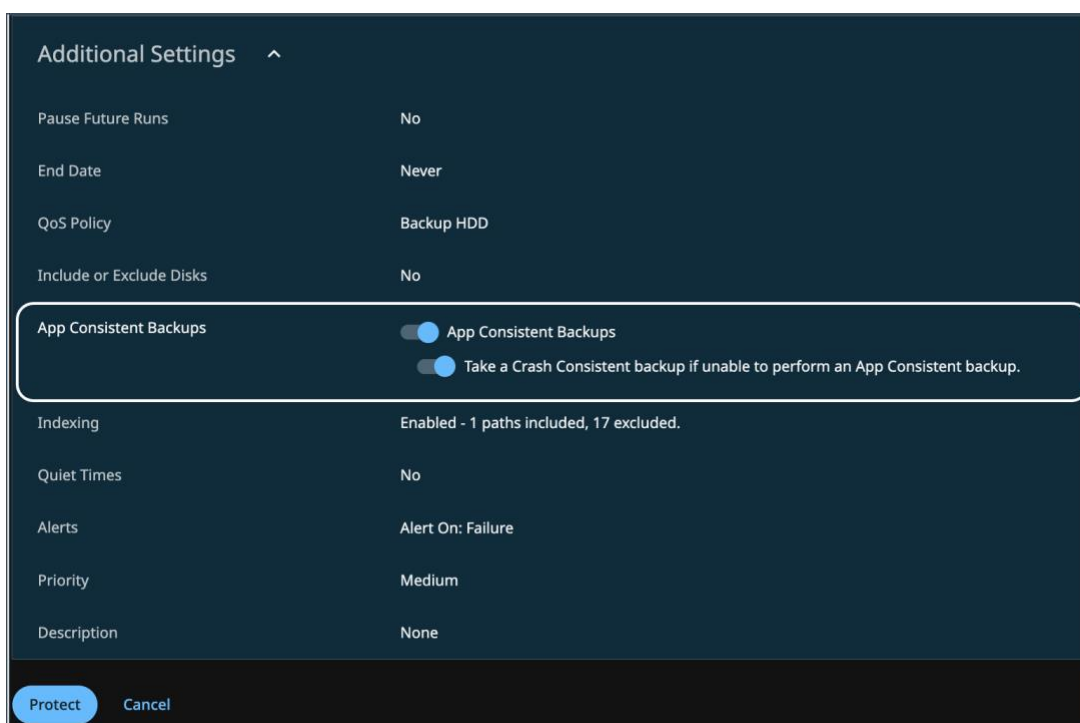 Additional Settings
Pause Future Runs No
End Date Never
QoS Policy Backup HDD
Include or Exclude Disks No
App Consistent Backups App Consistent Backups
Take a Crash Consistent backup if unable to perform an App Consistent backup.
Indexing Enabled - 1 paths included, 17 excluded.
Quiet Times No
Alerts Alert On: Failure
Priority Medium
Description None
Protect Cancel